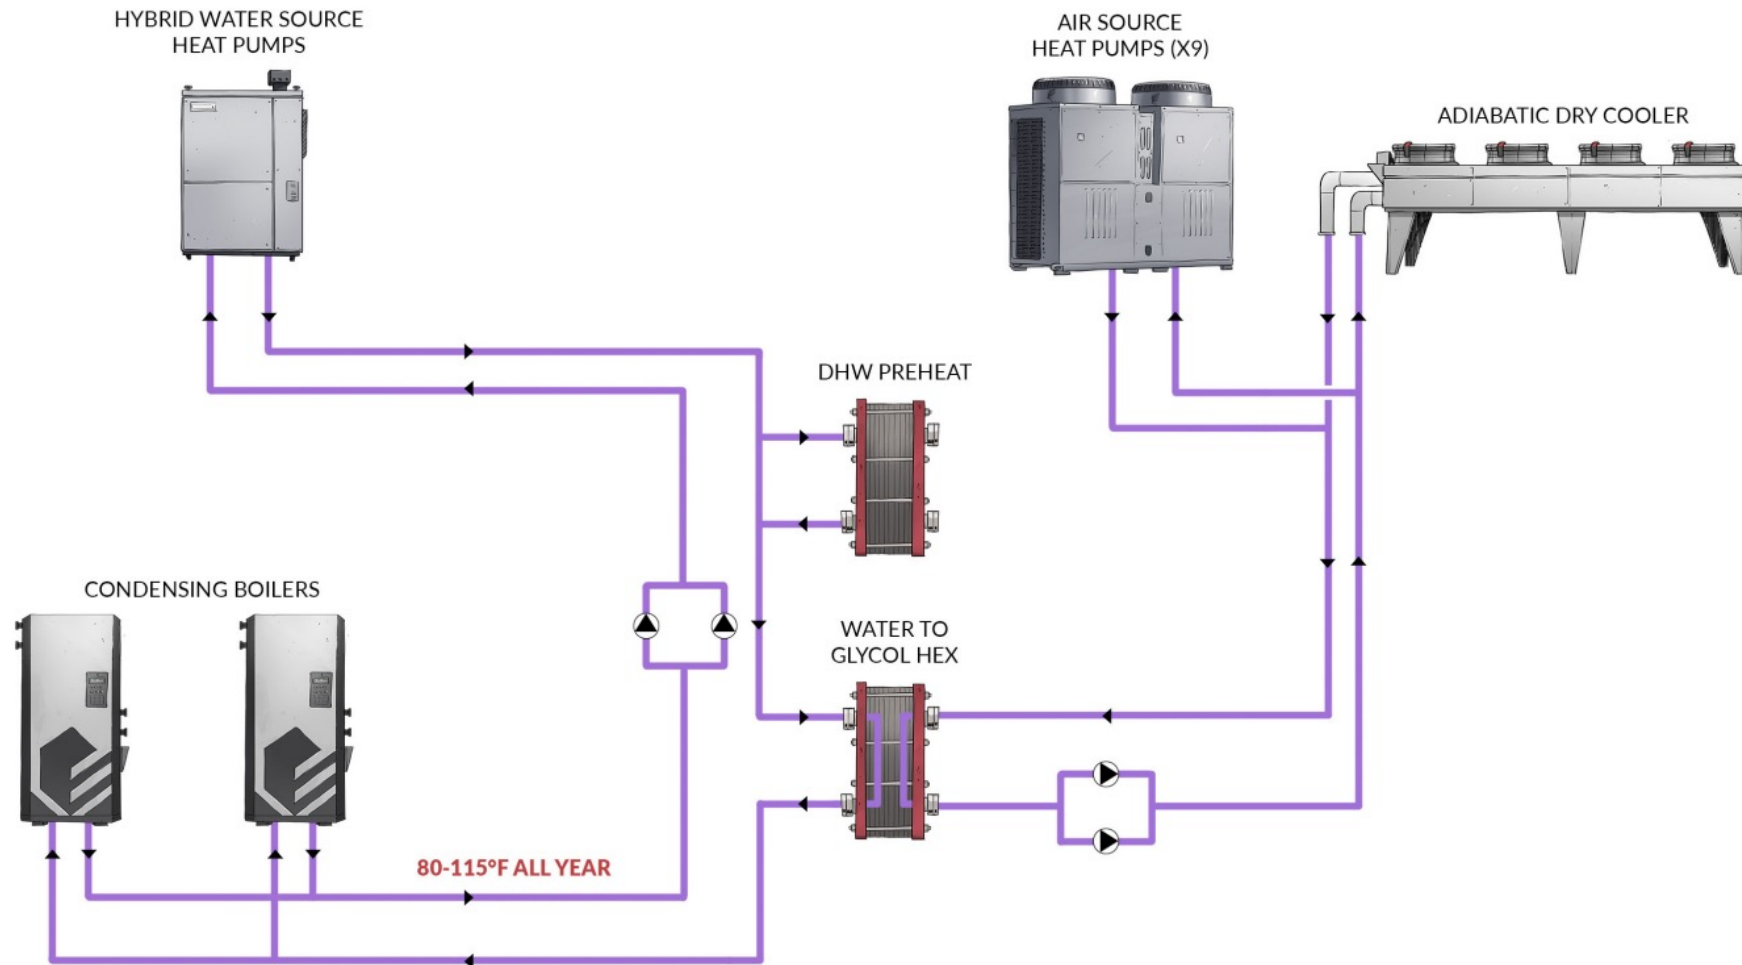 HYBRID WATER SOURCE
HEAT PUMPS
AIR SOURCE
HEAT PUMPS (X9)
ADIABATIC DRY COOLER
DHW PREHEAT
CONDENSING BOILERS
WATER TO
GLYCOL HEX
80-115°F ALL YEAR